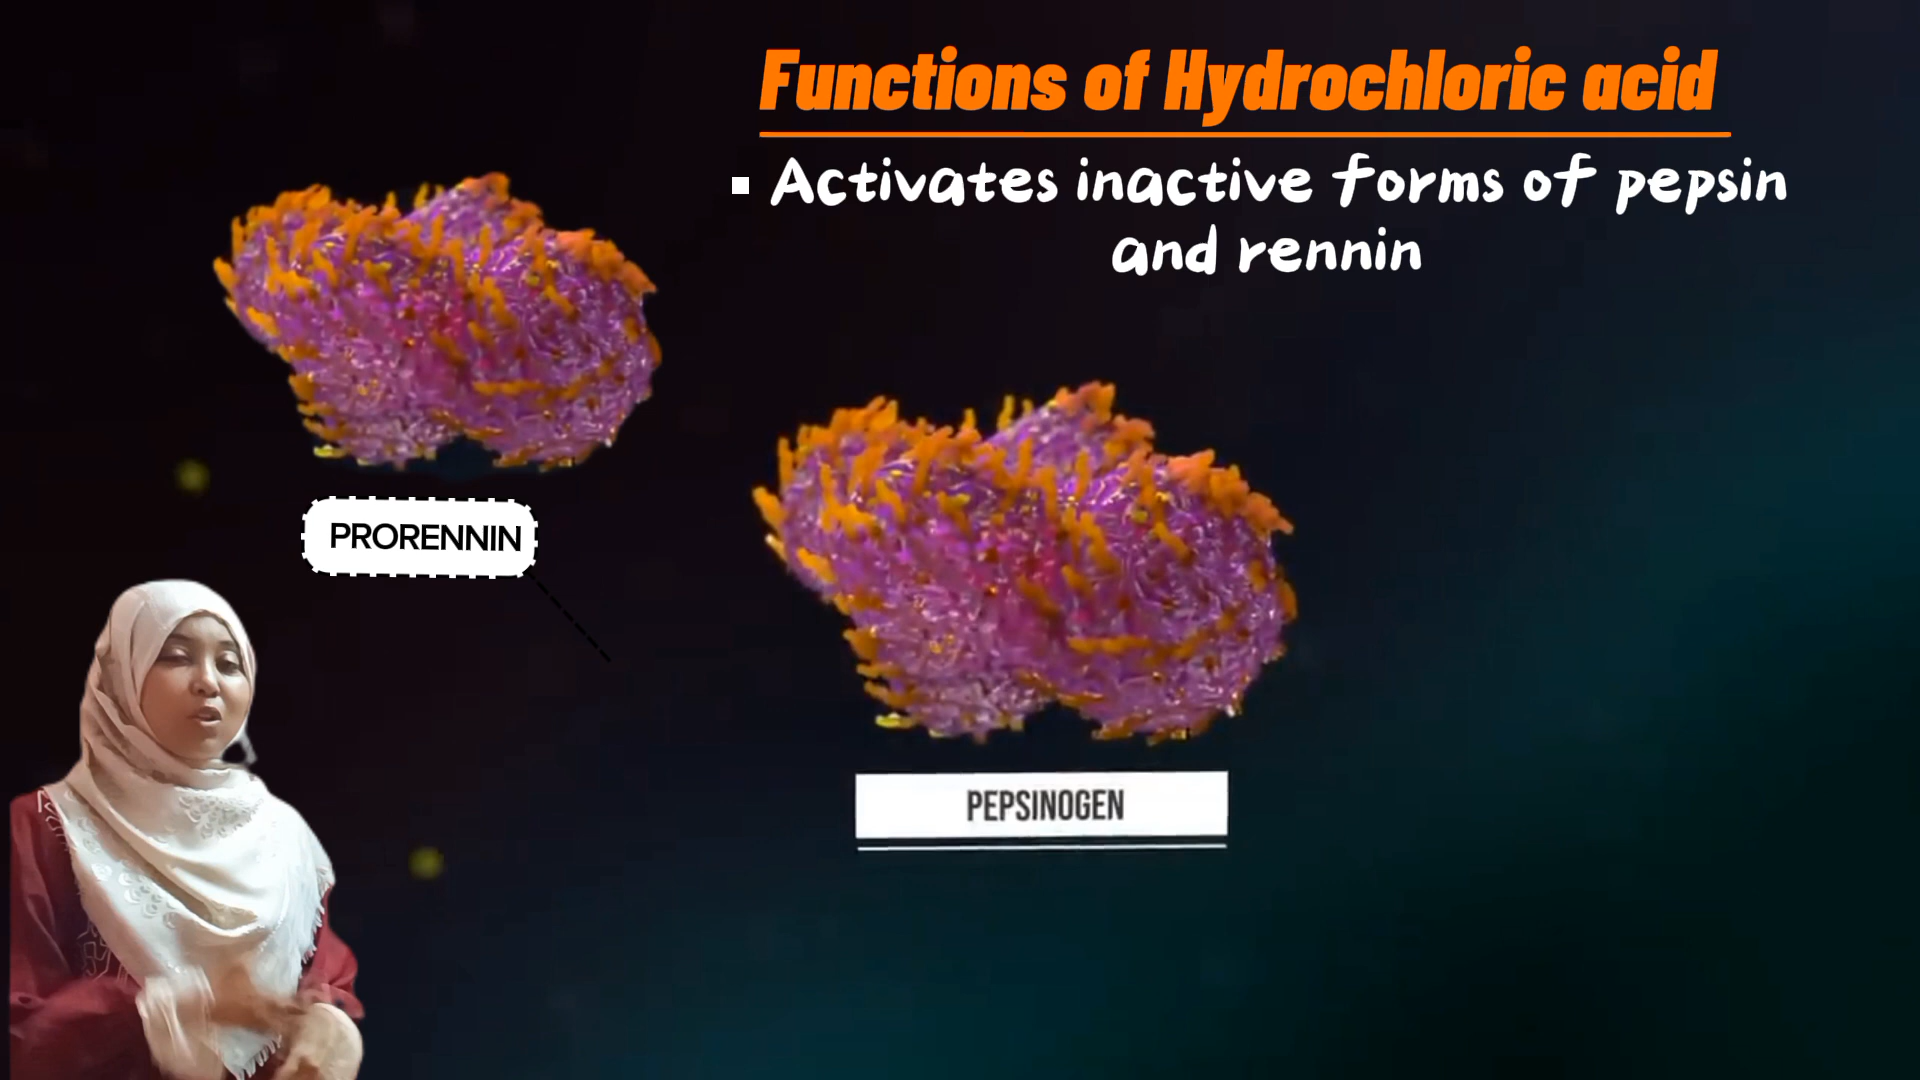 Functions of Hydrochloric acid
▪ Activates inactive forms of pepsin
and rennin
PRORENNIN
PEPSINOGEN